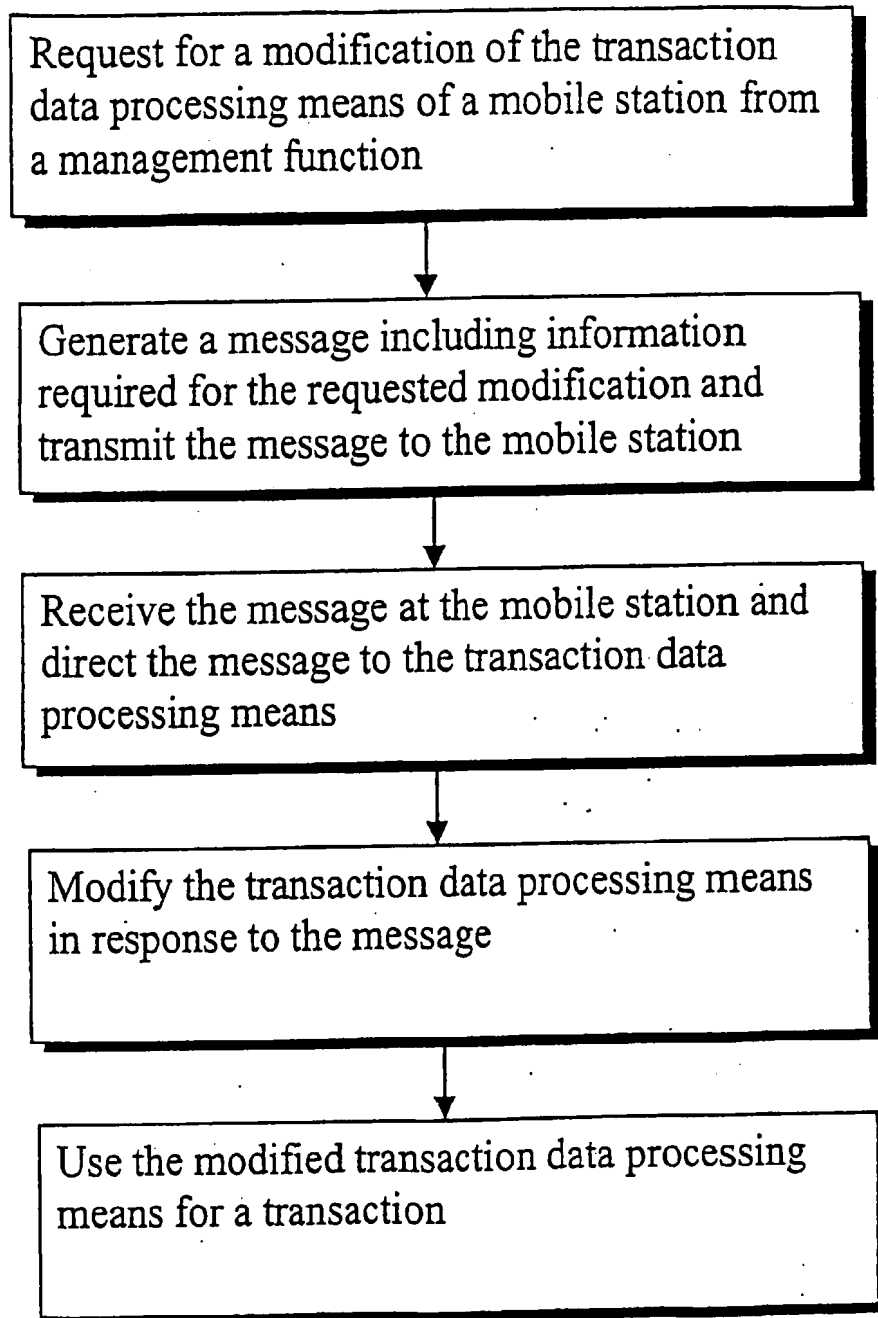 Request for a modification of the transaction
data processing means of a mobile station from
a management function
Generate a message including information
required for the requested modification and
transmit the message to the mobile station
Receive the message at the mobile station and
direct the message to the transaction data
processing means
Modify the transaction data processing means
in response to the message
Use the modified transaction data processing
means for a transaction